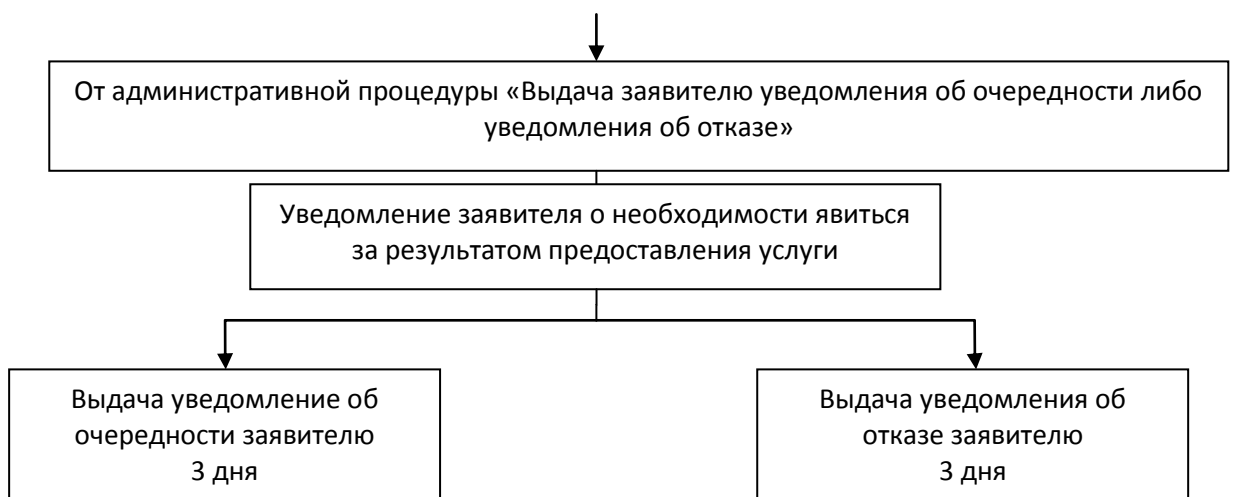 От административной процедуры «Выдача заявителю уведомления об очередности либо
уведомления об отказе»
Уведомление заявителя о необходимости явиться
за результатом предоставления услуги
Выдача уведомление об
очередности заявителю
3 дня
Выдача уведомления об
отказе заявителю
3 дня